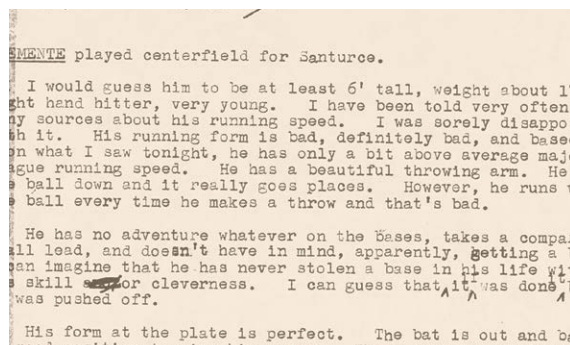 EMENTE played centerfield for Santurce.
I would guess him to be at least 6' tall, weight about 1
ght hand hitter, very young. I have been told very often
ny sources about his running speed. I was sorely disappo
th it. His running form is bad, definitely bad, and base
on what I saw tonight, he has only a bit above average maj
ague running speed. He has a beautiful throwing arm. He
e ball down and it really goes places. However, he runs
e ball every time he makes a throw and that's bad.
He has no adventure whatever on the bases, takes a compa
all lead, and doesn't have in mind, apparently, getting a
can imagine that he has never stolen a base in his life wit
s skill or cleverness. I can guess that it was done
was pushed off.
His form at the plate is perfect. The bat is out and ba